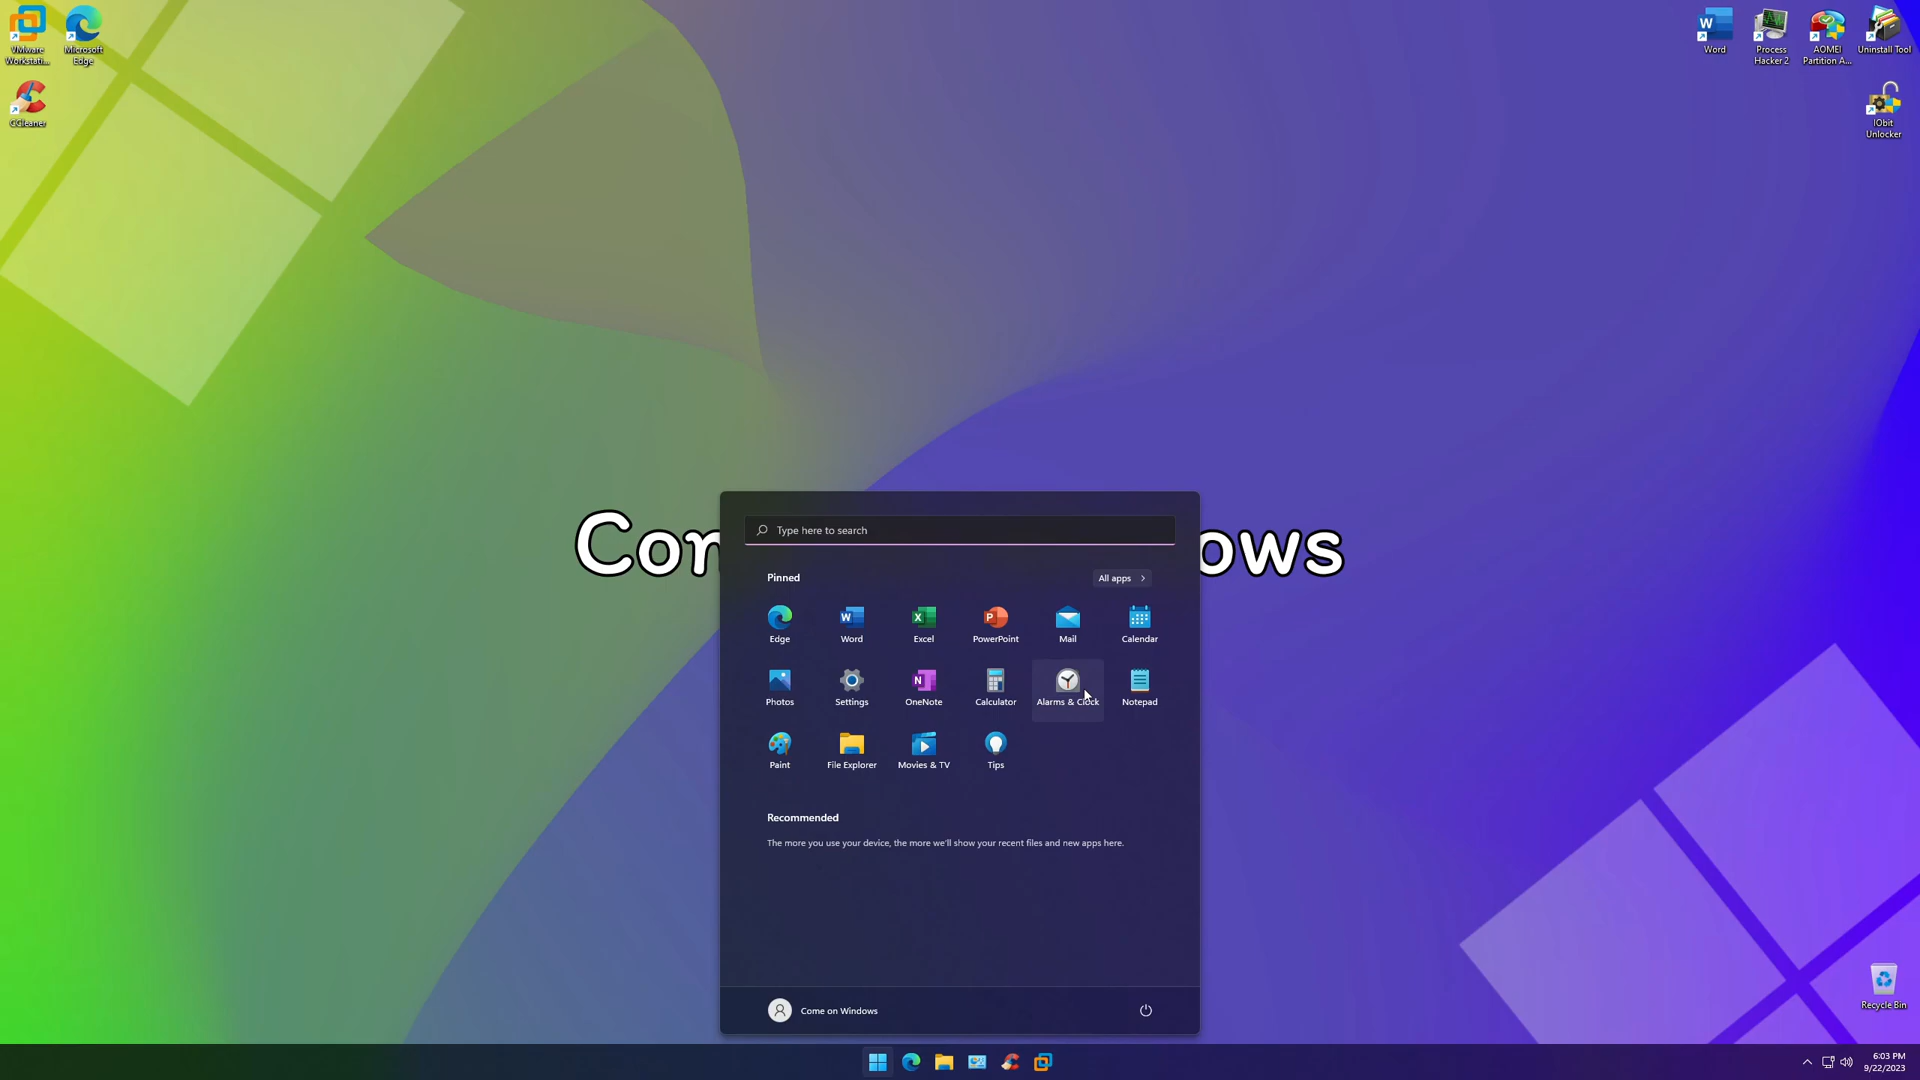 VMware
Workstati...
Microsoft
Edge
CCleaner
Word
Process
Hacker 2
AOMEI
Partition A...
Uninstall Tool
IObit
Unlocker
Type here to search
Pinned
All apps
Edge
Word
Excel
PowerPoint
Mail
Calendar
Photos
Settings
OneNote
Calculator
Alarms & Clock
Notepad
Paint
File Explorer
Movies & TV
Tips
Recommended
The more you use your device, the more we'll show your recent files and new apps here.
Come on Windows
Recycle Bin
6:03 PM
9/22/2023